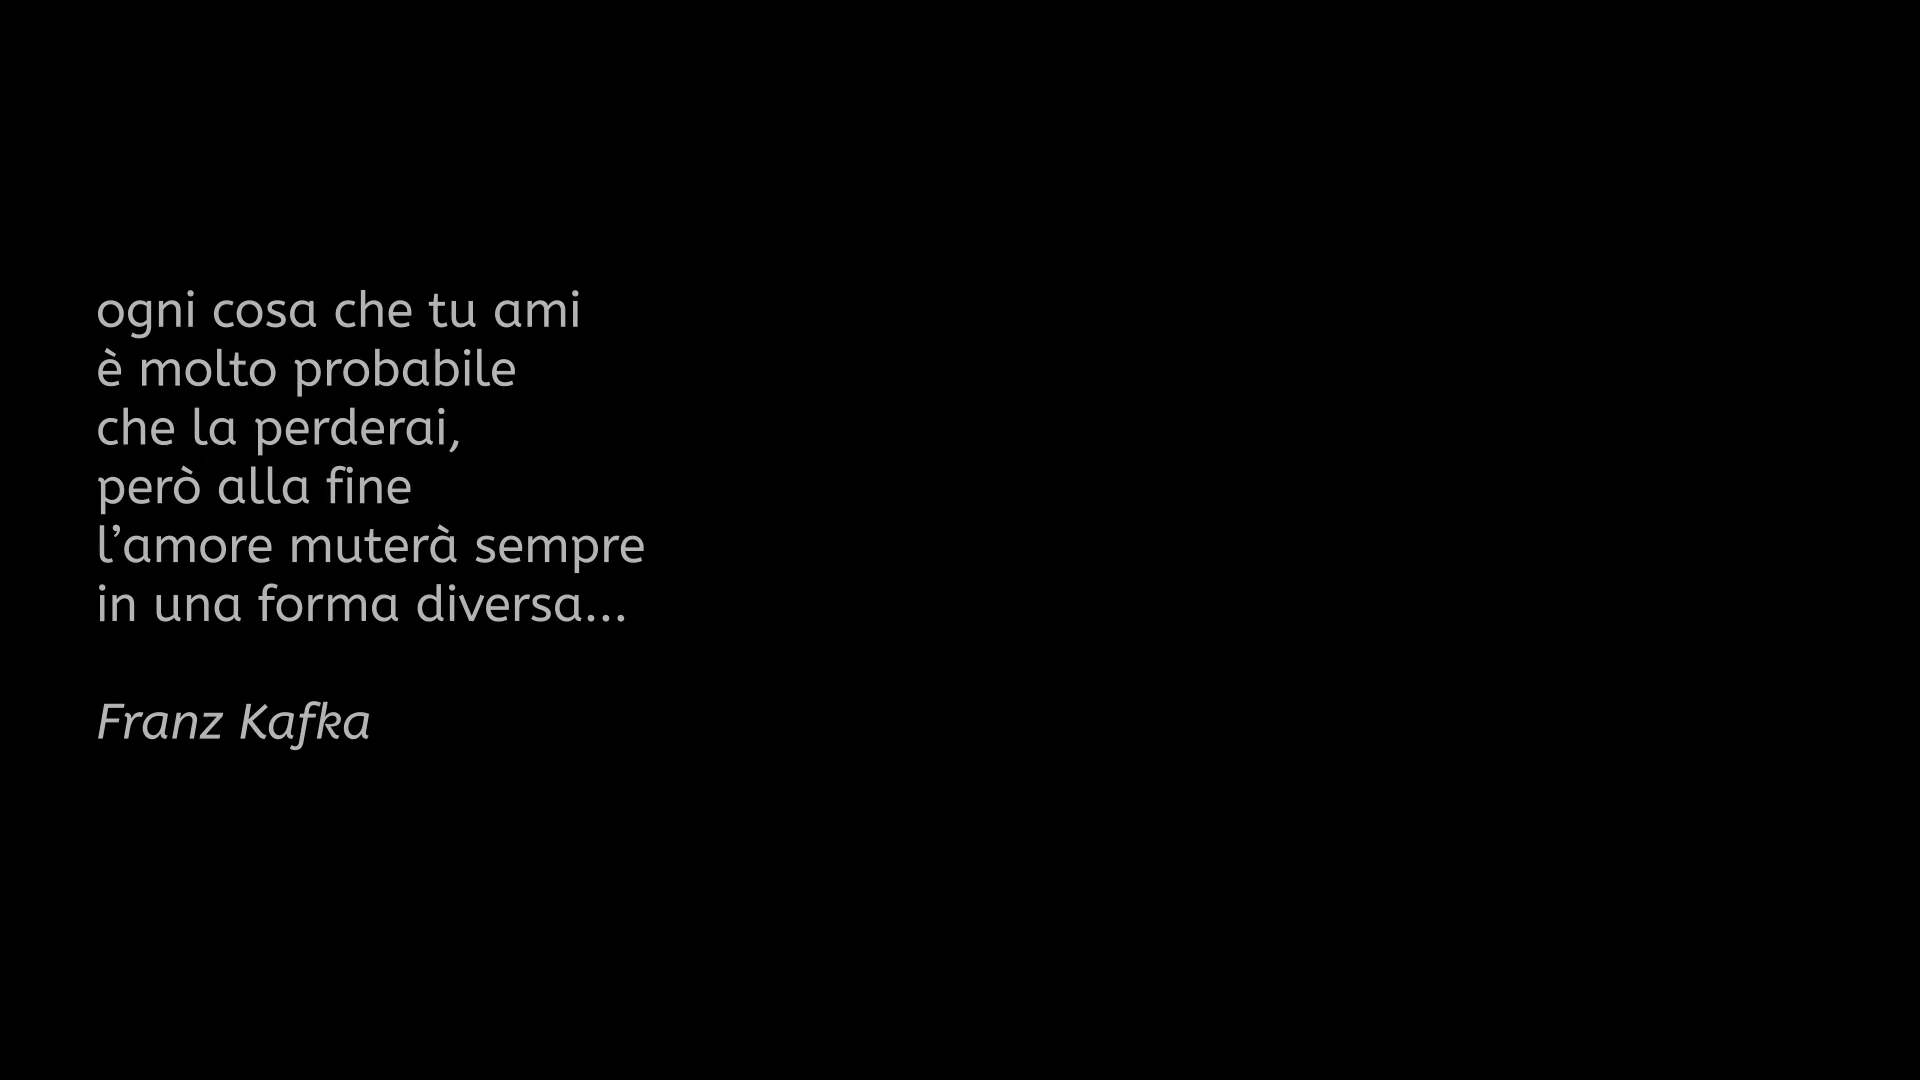 ogni cosa che tu ami
è molto probabile
che la perderai,
però alla fine
l’amore muterà sempre
in una forma diversa...
Franz Kafka